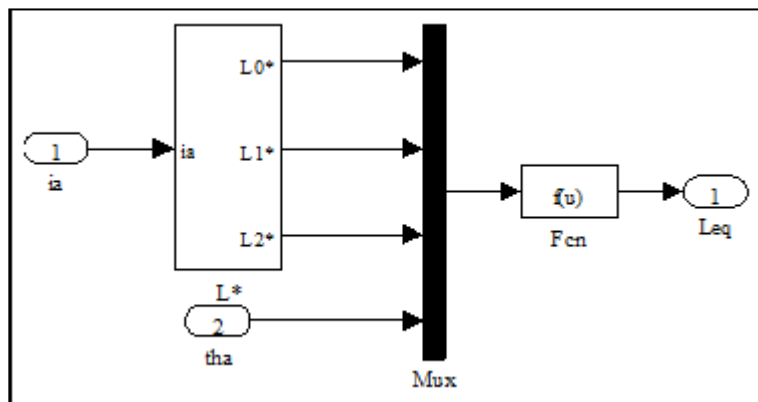 L0*
1
ia
ia
L1*
L2*
L*
2
tha
Mux
f(u)
Fcn
1
Leq